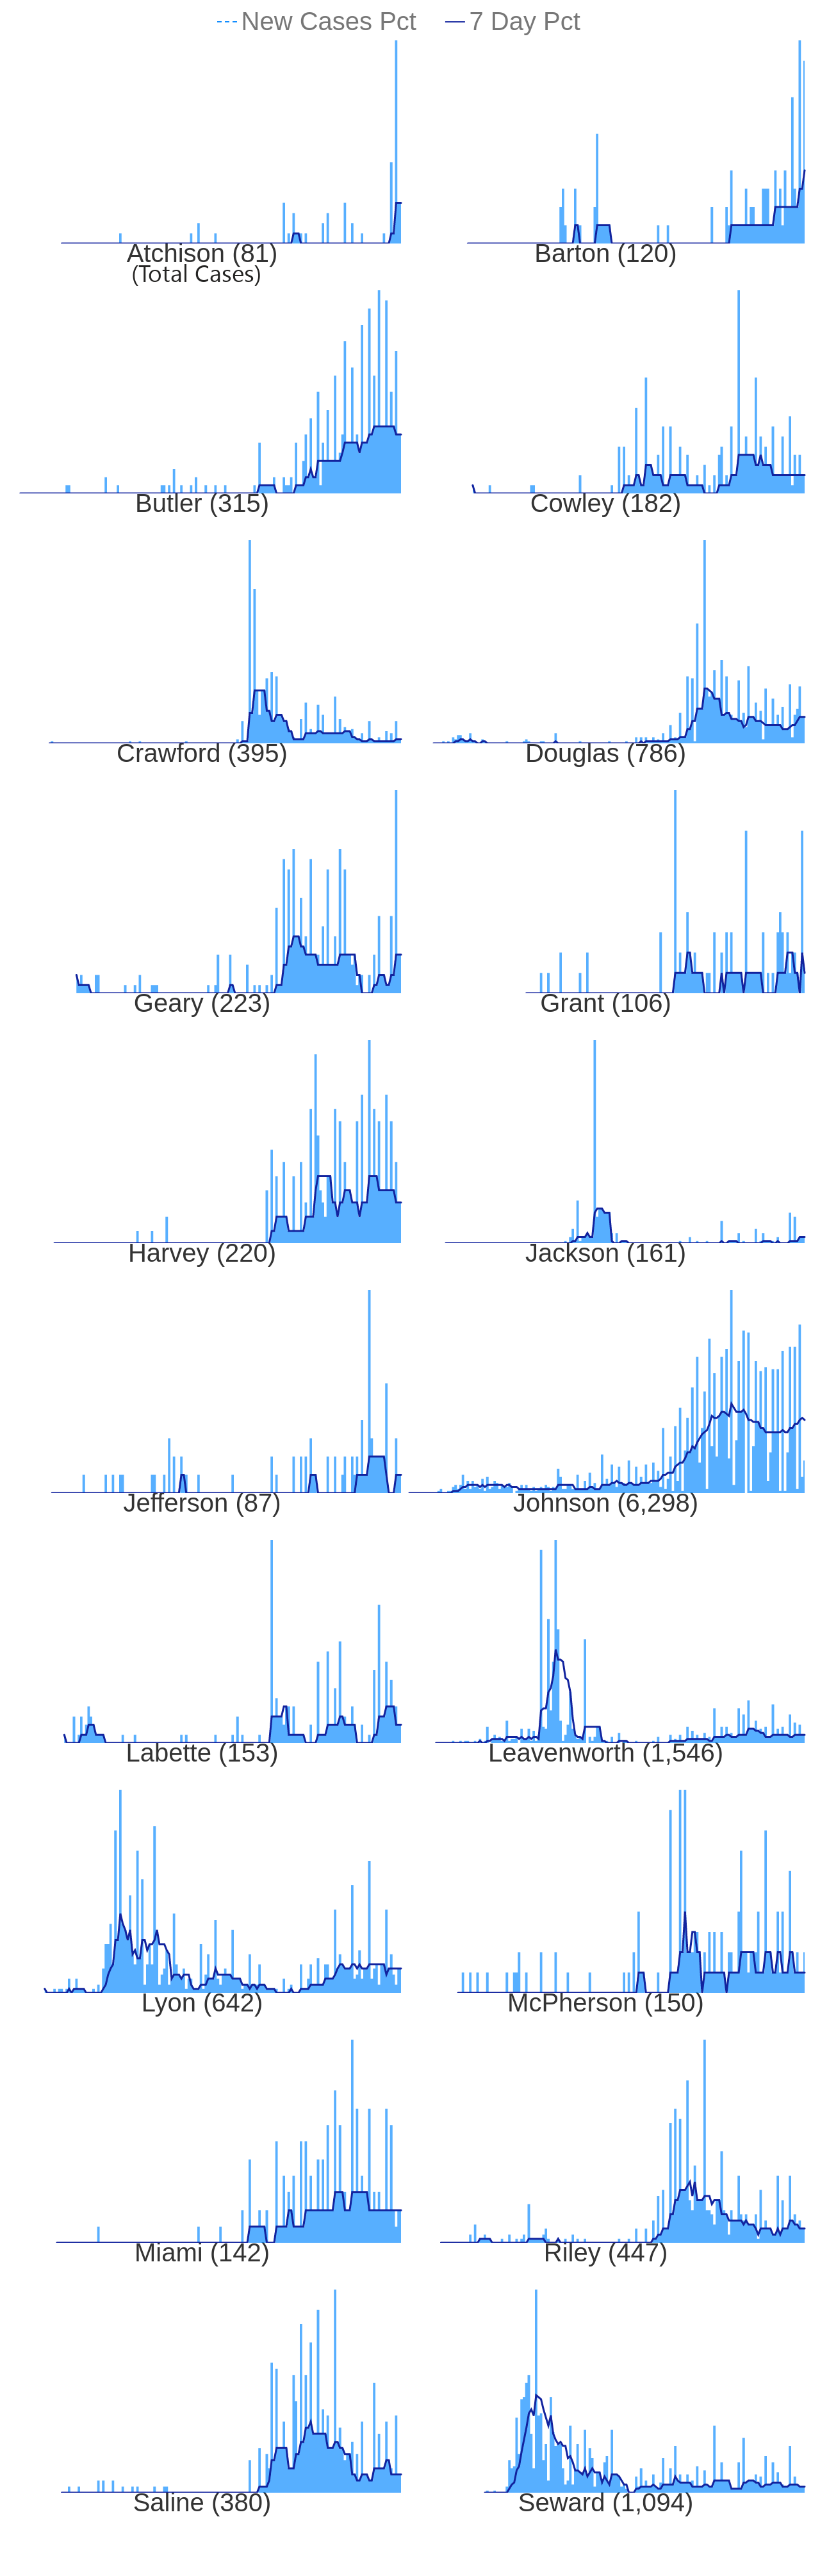 New Cases Pct 7 Day Pct
Atchison (81) Barton (120)
(Total Cases)
Butler (315) Cowley (182)
Crawford (395) Douglas (786)
Geary (223) Grant (106)
Harvey (220) Jackson (161)
Jefferson (87) Johnson (6,298)
Labette (153) Leavenworth (1,546)
Lyon (642) McPherson (150)
Miami (142) Riley (447)
Saline (380) Seward (1,094)